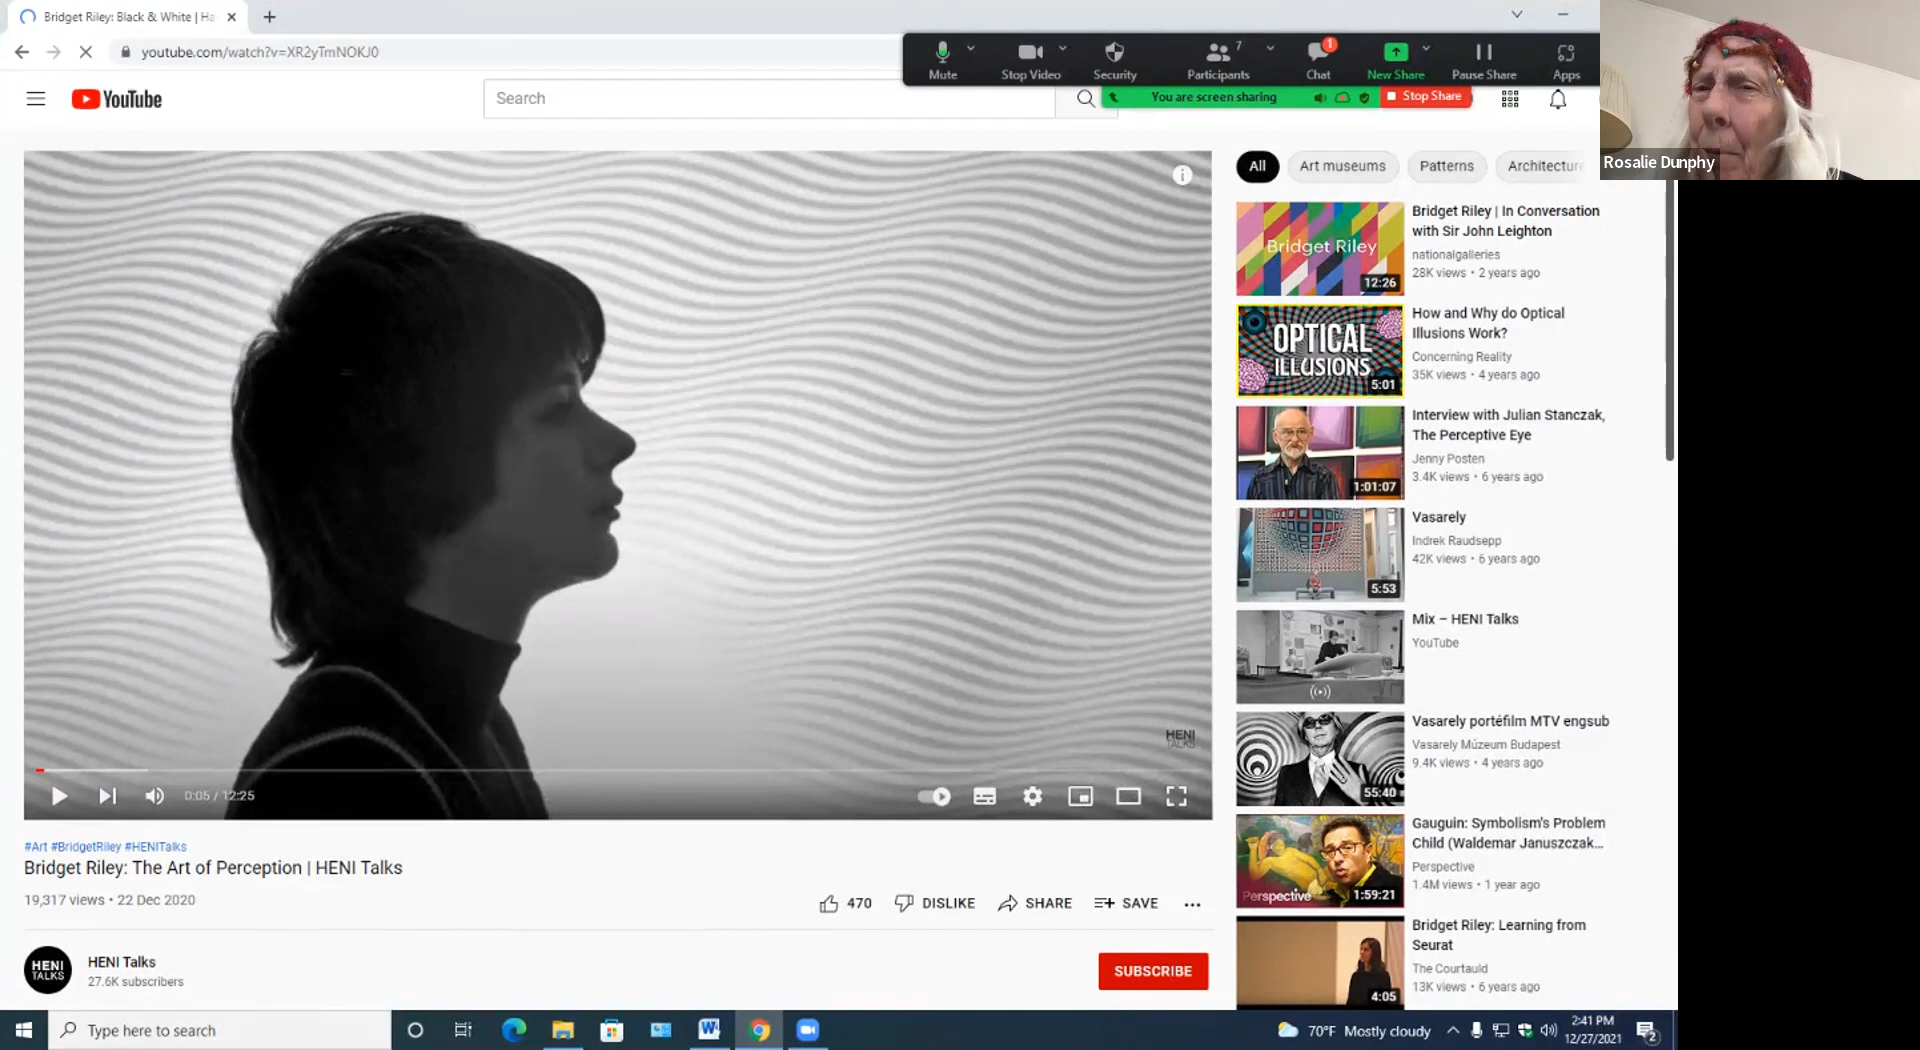 Bridget Riley: Black & White | Ha
youtube.com/watch?v=XR2yTmNOKJ0
Mute
Stop Video
Security
7
Participants
1
Chat
New Share
Pause Share
Apps
You are screen sharing
Stop Share
YouTube
Search
Rosalie Dunphy
HENI
TALKS
0:05 / 12:25
#Art #BridgetRiley #HENITalks
Bridget Riley: The Art of Perception | HENI Talks
19,317 views • 22 Dec 2020
470
DISLIKE
SHARE
SAVE
HENI
TALKS
HENI Talks
27.6K subscribers
SUBSCRIBE
All
Art museums
Patterns
Architecture
Bridget Riley
12:26
Bridget Riley | In Conversation
with Sir John Leighton
nationalgalleries
28K views • 2 years ago
OPTICAL
ILLUSIONS
5:01
How and Why do Optical
Illusions Work?
Concerning Reality
35K views • 4 years ago
1:01:07
Interview with Julian Stanczak,
The Perceptive Eye
Jenny Posten
3.4K views • 6 years ago
5:53
Vasarely
Indrek Raudsepp
42K views • 6 years ago
Mix – HENI Talks
YouTube
55:40
Vasarely portéfilm MTV engsub
Vasarely Múzeum Budapest
9.4K views • 4 years ago
Perspective
1:59:21
Gauguin: Symbolism's Problem
Child (Waldemar Januszczak...
Perspective
1.4M views • 1 year ago
4:05
Bridget Riley: Learning from
Seurat
The Courtauld
13K views • 6 years ago
Type here to search
70°F Mostly cloudy
2:41 PM
12/27/2021
2